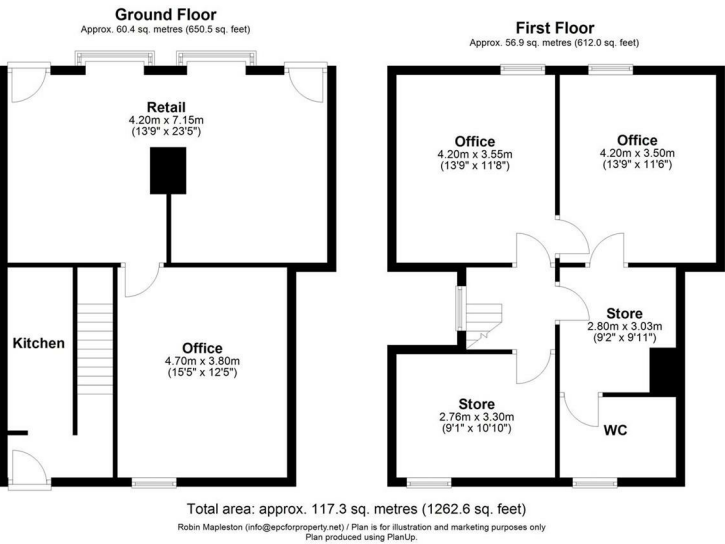 Ground Floor
Approx. 60.4 sq. metres (650.5 sq. feet)
Retail
4.20m x 7.15m
(13'9" x 23'5")
Kitchen
Office
4.70m x 3.80m
(15'5" x 12'5")
First Floor
Approx. 56.9 sq. metres (612.0 sq. feet)
Office
4.20m x 3.55m
(13'9" x 11'8")
Office
4.20m x 3.50m
(13'9" x 11'6")
Store
2.80m x 3.03m
(9'2" x 9'11")
Store
2.76m x 3.30m
(9'1" x 10'10")
WC
Total area: approx. 117.3 sq. metres (1262.6 sq. feet)
Robin Mapleston (info@epcforproperty.net) / Plan is for illustration and marketing purposes only
Plan produced using PlanUp.